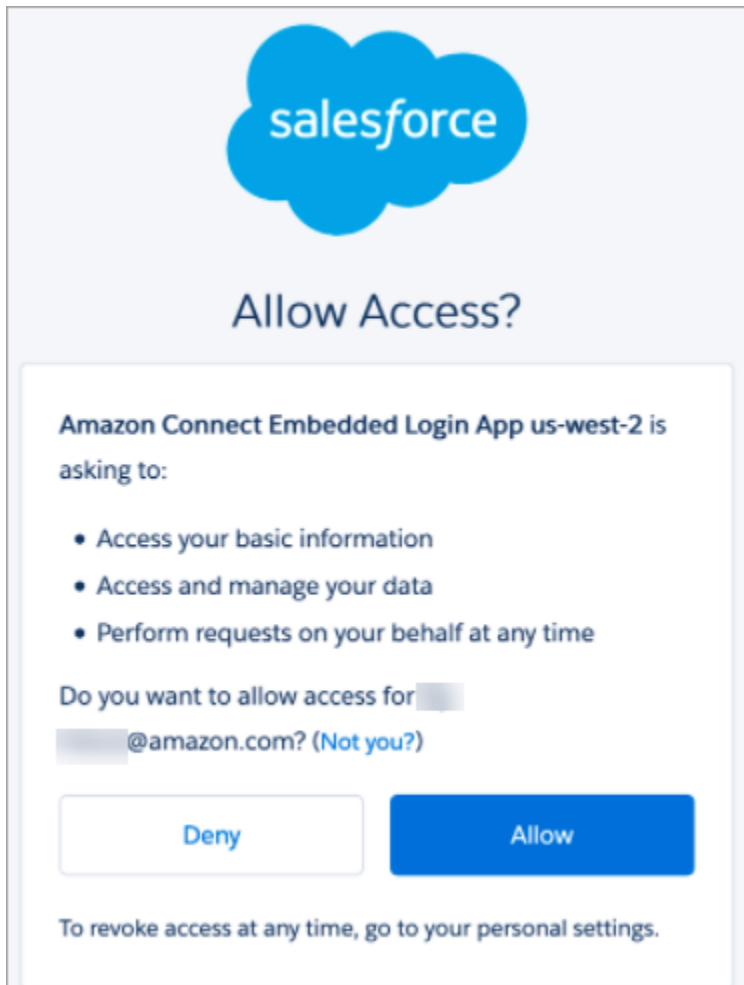 salesforce
Allow Access?
Amazon Connect Embedded Login App us-west-2 is
asking to:
• Access your basic information
• Access and manage your data
• Perform requests on your behalf at any time
Do you want to allow access for
@amazon.com? (Not you?)
Deny
Allow
To revoke access at any time, go to your personal settings.